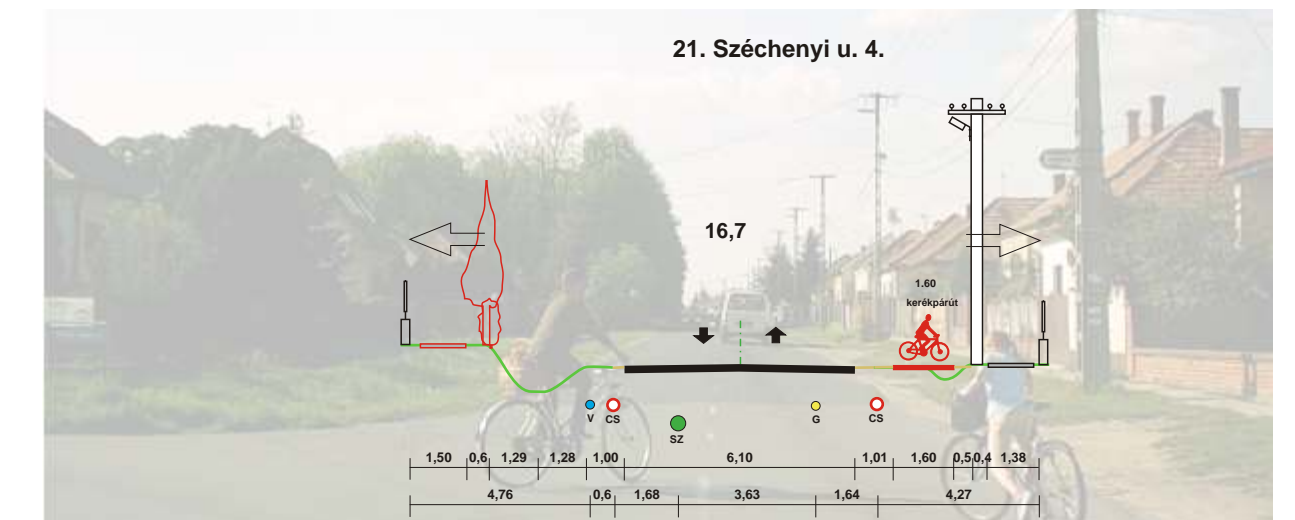 21. Széchenyi u. 4.
16,7
1.60
kerékpárút
V
CS
SZ
G
CS
1,50 0,6 1,29 1,28 1,00 6,10 1,01 1,60 0,5 0,4 1,38
4,76 0,6 1,68 3,63 1,64 4,27